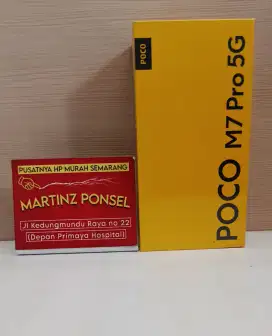 PUSATNYA HP MURAH SEMARANG
MARTINZ PONSEL
Jl Kedungmundu Raya no 22
(Depan Primaya Hospital)
POCO
POCO M7 Pro 5G